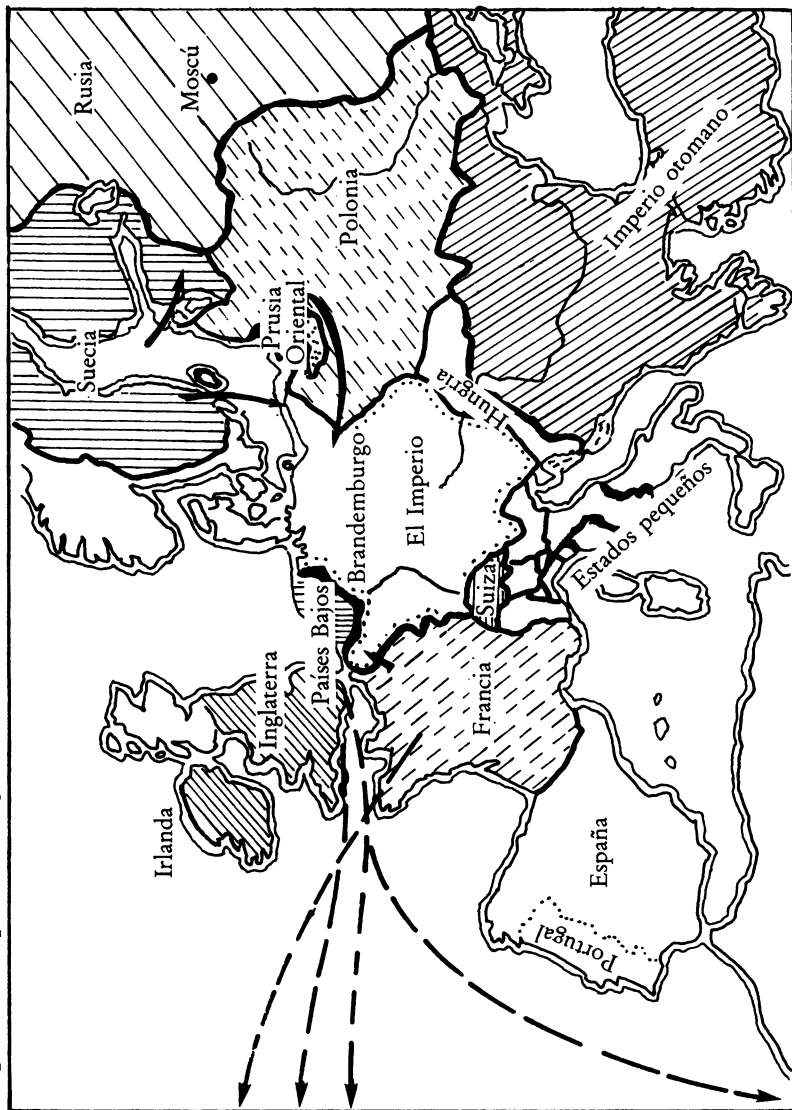 Rusia
Moscú
Suecia
Polonia
Prusia
Oriental
Irlanda
Inglaterra
Países Bajos
Brandemburgo
El Imperio
Hungría
Imperio otomano
Francia
Suiza
Estados pequeños
España
Portugal